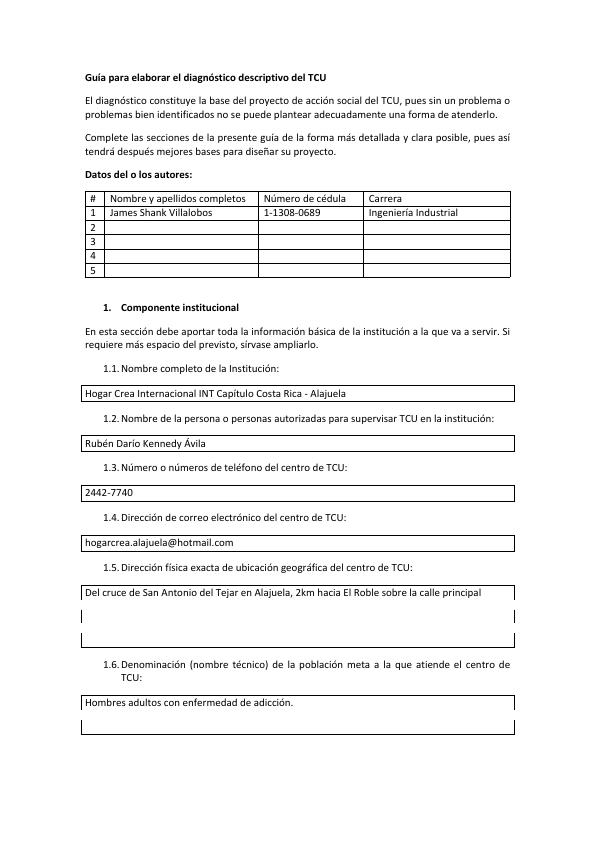 Guía para elaborar el diagnóstico descriptivo del TCU
El diagnóstico constituye la base del proyecto de acción social del TCU, pues sin un problema o
problemas bien identificados no se puede plantear adecuadamente una forma de atenderlo.
Complete las secciones de la presente guía de la forma más detallada y clara posible, pues así
tendrá después mejores bases para diseñar su proyecto.
Datos del o los autores:
# Nombre y apellidos completos Número de cédula Carrera
1 James Shank Villalobos 1-1308-0689 Ingeniería Industrial
2
3
4
5
1. Componente institucional
En esta sección debe aportar toda la información básica de la institución a la que va a servir. Si
requiere más espacio del previsto, sírvase ampliarlo.
1.1. Nombre completo de la Institución:
Hogar Crea Internacional INT Capítulo Costa Rica - Alajuela
1.2. Nombre de la persona o personas autorizadas para supervisar TCU en la institución:
Rubén Darío Kennedy Ávila
1.3. Número o números de teléfono del centro de TCU:
2442-7740
1.4. Dirección de correo electrónico del centro de TCU:
hogarcrea.alajuela@hotmail.com
1.5. Dirección física exacta de ubicación geográfica del centro de TCU:
Del cruce de San Antonio del Tejar en Alajuela, 2km hacia El Roble sobre la calle principal
1.6. Denominación (nombre técnico) de la población meta a la que atiende el centro de
TCU:
Hombres adultos con enfermedad de adicción.